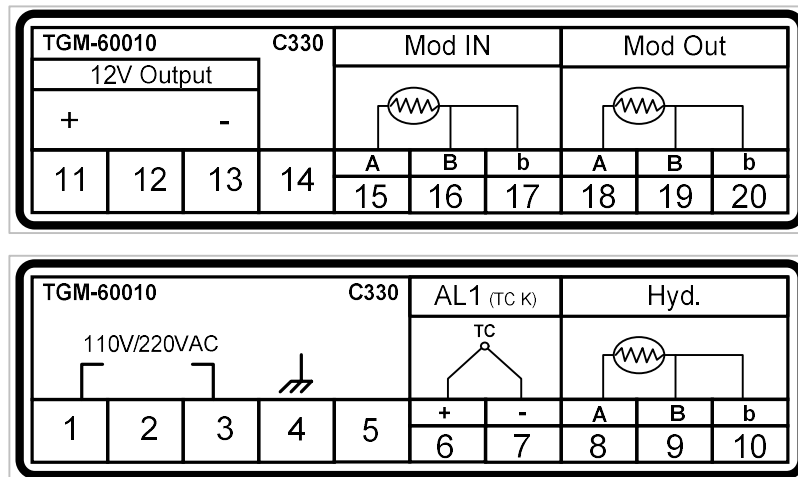 TGM-60010 C330 Mod IN Mod Out
12V Output
+ -
A B b A B b
11 12 13 14 15 16 17 18 19 20
TGM-60010 C330 AL1 (TC K) Hyd.
110V/220VAC TC
+ - A B b
1 2 3 4 5 6 7 8 9 10